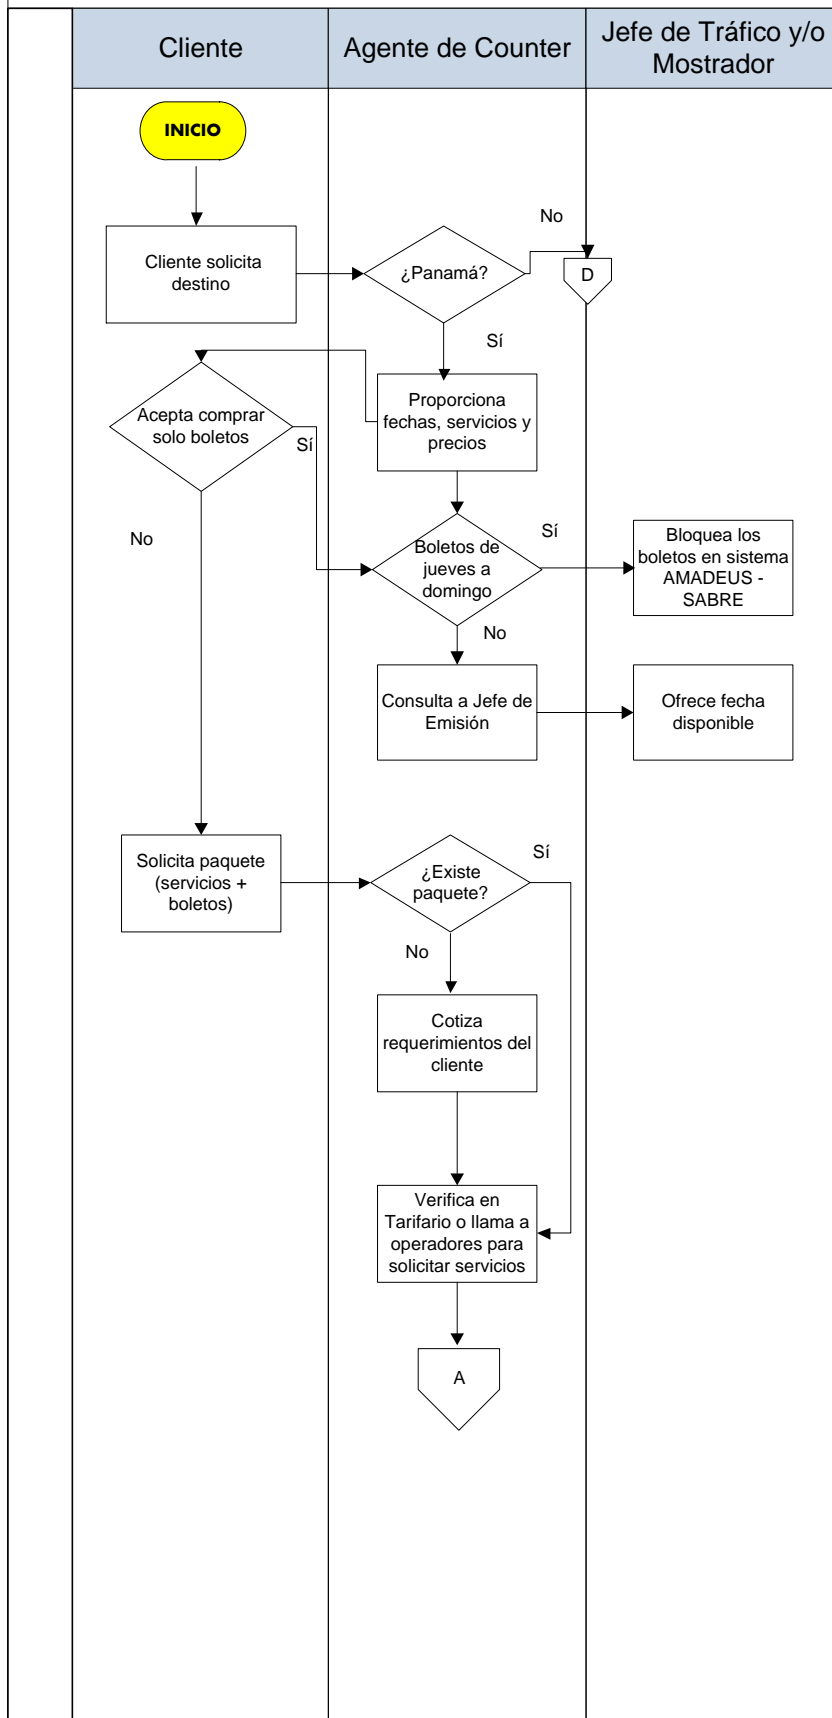 Cliente
Agente de Counter
Jefe de Tráfico y/o
Mostrador
INICIO
Cliente solicita
destino
¿Panamá?
No
D
Sí
Proporciona
fechas, servicios y
precios
Acepta comprar
solo boletos
Sí
No
Boletos de
jueves a
domingo
Sí
Bloquea los
boletos en sistema
AMADEUS -
SABRE
No
Consulta a Jefe de
Emisión
Ofrece fecha
disponible
Solicita paquete
(servicios +
boletos)
¿Existe
paquete?
Sí
No
Cotiza
requerimientos del
cliente
Verifica en
Tarifario o llama a
operadores para
solicitar servicios
A